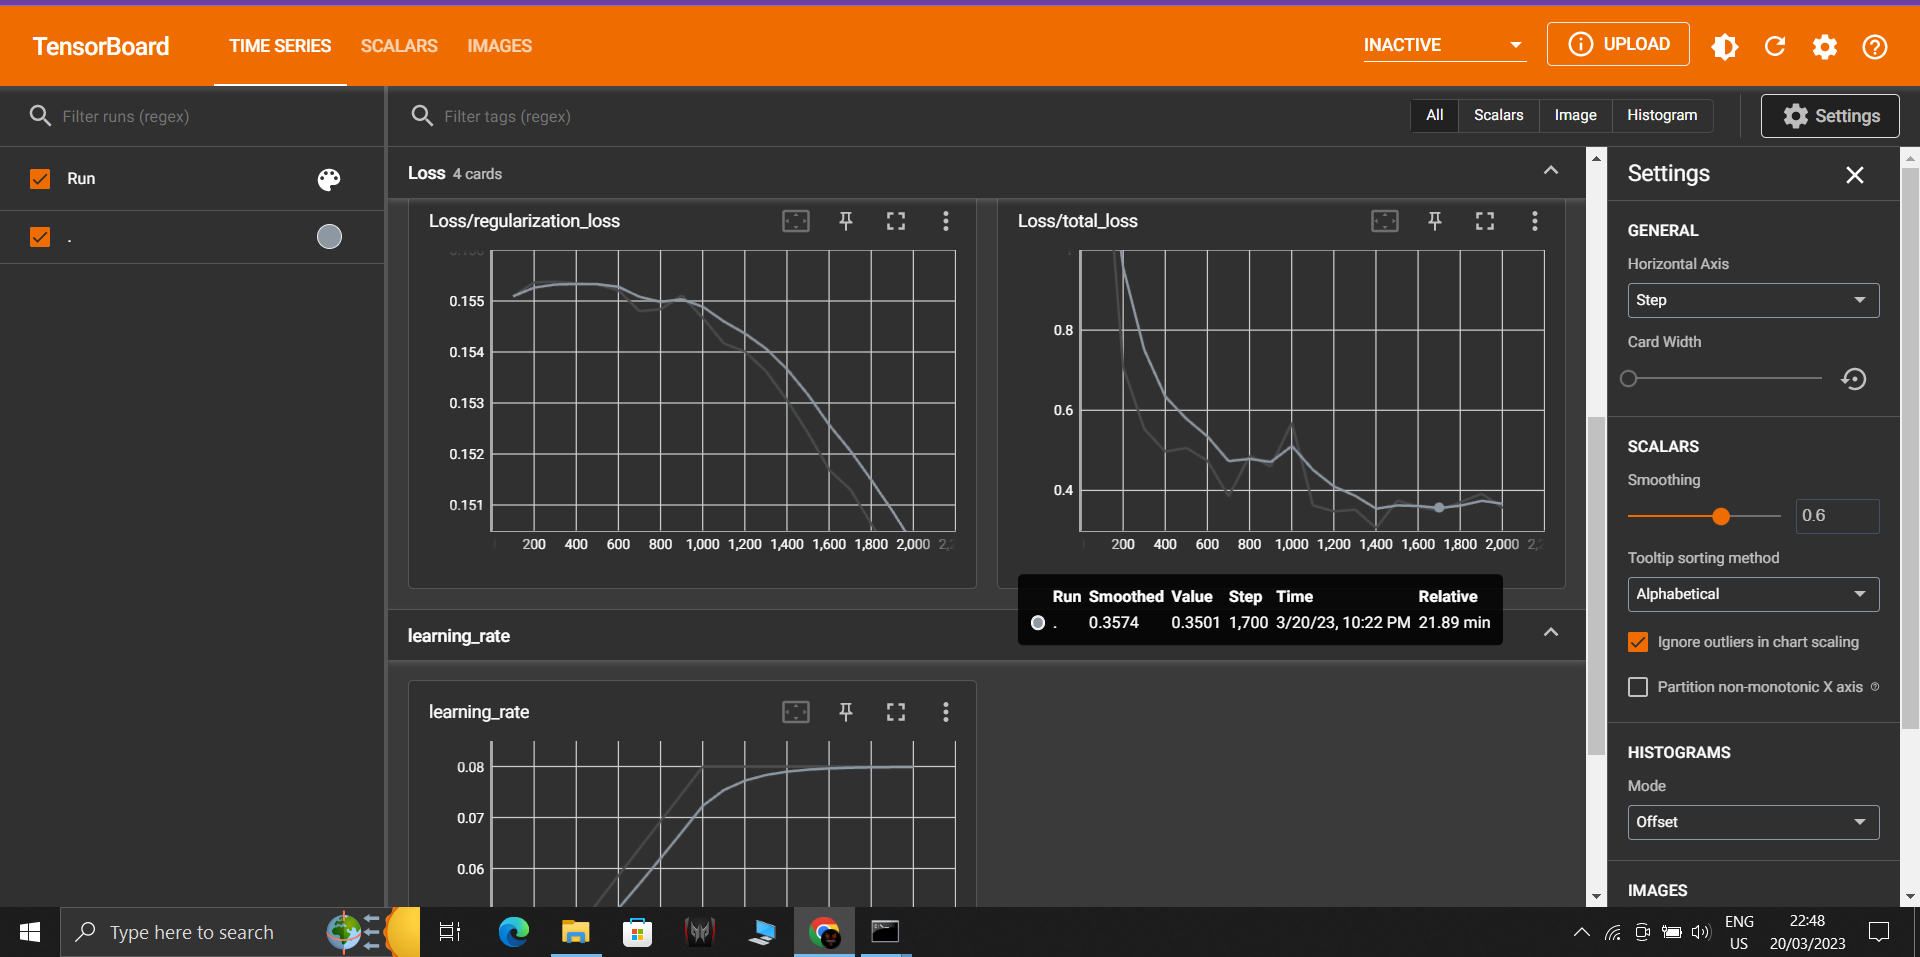 TensorBoard
TIME SERIES
SCALARS
IMAGES
INACTIVE
UPLOAD
Filter runs (regex)
Filter tags (regex)
All
Scalars
Image
Histogram
Settings
Run
.
Loss 4 cards
Loss/regularization_loss
0.155
0.154
0.153
0.152
0.151
200 400 600 800 1,000 1,200 1,400 1,600 1,800 2,000
Loss/total_loss
0.8
0.6
0.4
200 400 600 800 1,000 1,200 1,400 1,600 1,800 2,000
Run Smoothed Value Step Time Relative
. 0.3574 0.3501 1,700 3/20/23, 10:22 PM 21.89 min
learning_rate
learning_rate
0.08
0.07
0.06
Settings
GENERAL
Horizontal Axis
Step
Card Width
SCALARS
Smoothing
0.6
Tooltip sorting method
Alphabetical
Ignore outliers in chart scaling
Partition non-monotonic X axis
HISTOGRAMS
Mode
Offset
IMAGES
Type here to search
ENG
US
22:48
20/03/2023